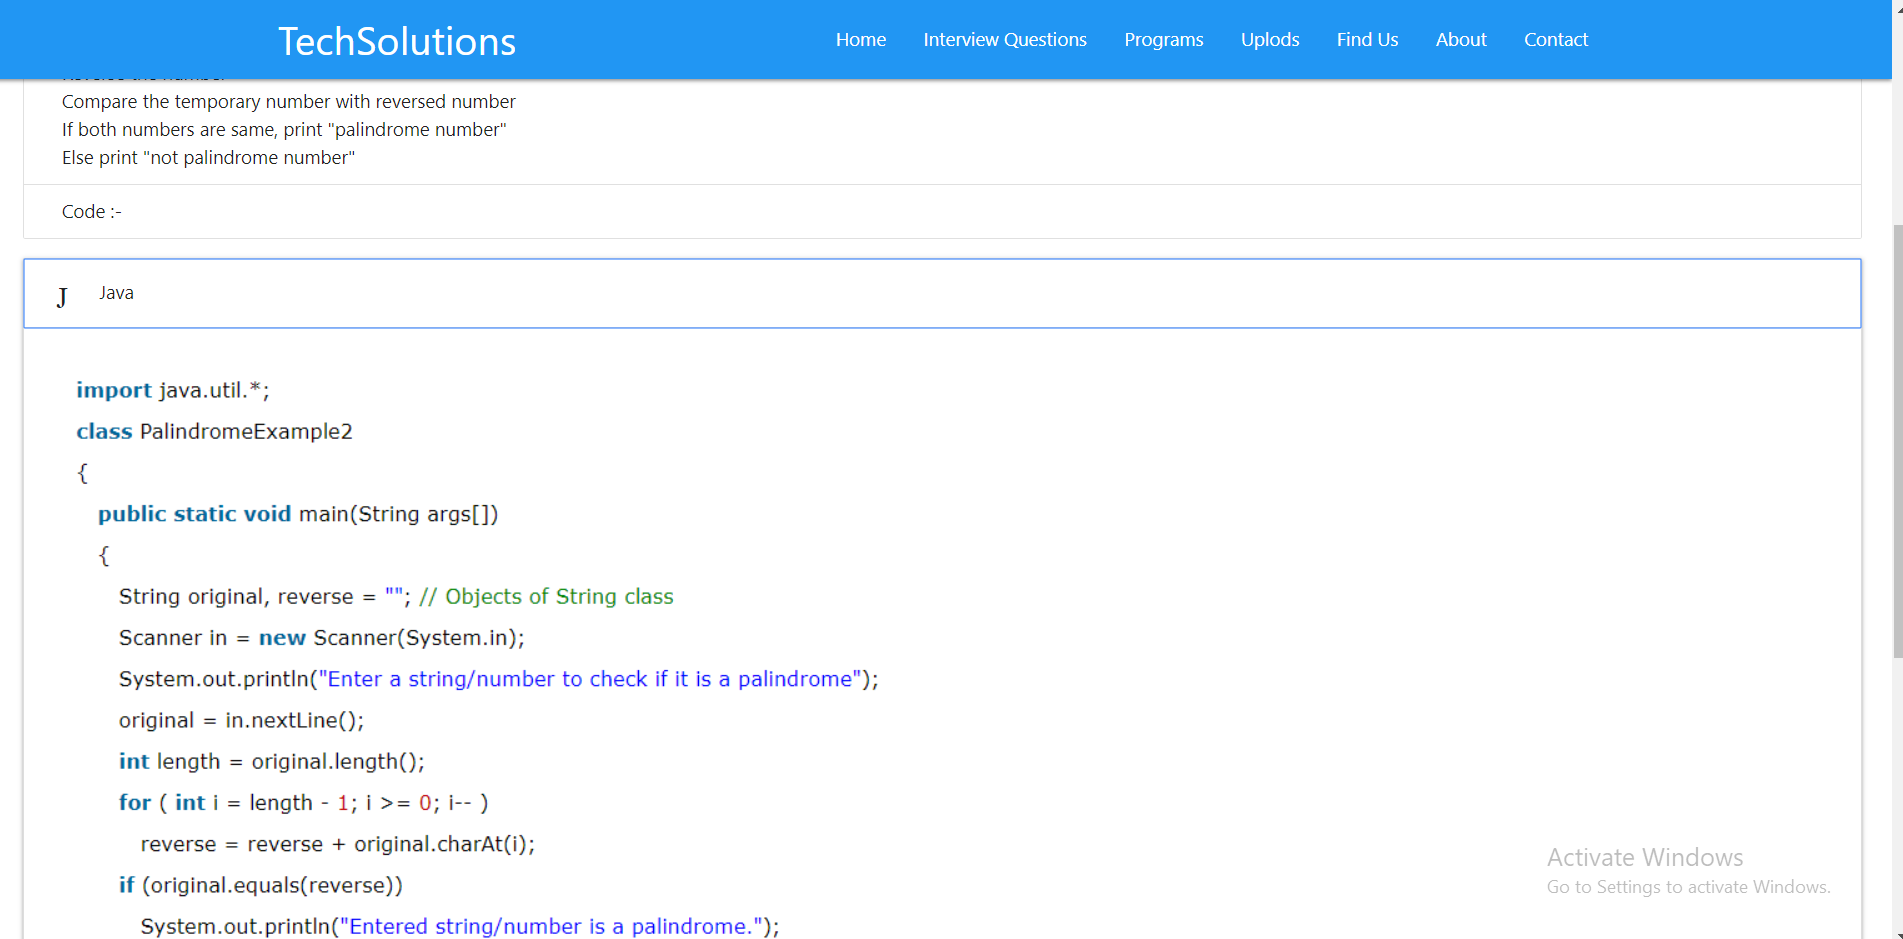 TechSolutions
Home Interview Questions Programs Uplods Find Us About Contact
Compare the temporary number with reversed number
If both numbers are same, print "palindrome number"
Else print "not palindrome number"
Code :-
J Java
import java.util.*;
class PalindromeExample2
{
public static void main(String args[])
{
String original, reverse = ""; // Objects of String class
Scanner in = new Scanner(System.in);
System.out.println("Enter a string/number to check if it is a palindrome");
original = in.nextLine();
int length = original.length();
for ( int i = length - 1; i >= 0; i-- )
reverse = reverse + original.charAt(i);
if (original.equals(reverse))
System.out.println("Entered string/number is a palindrome.");
Activate Windows
Go to Settings to activate Windows.